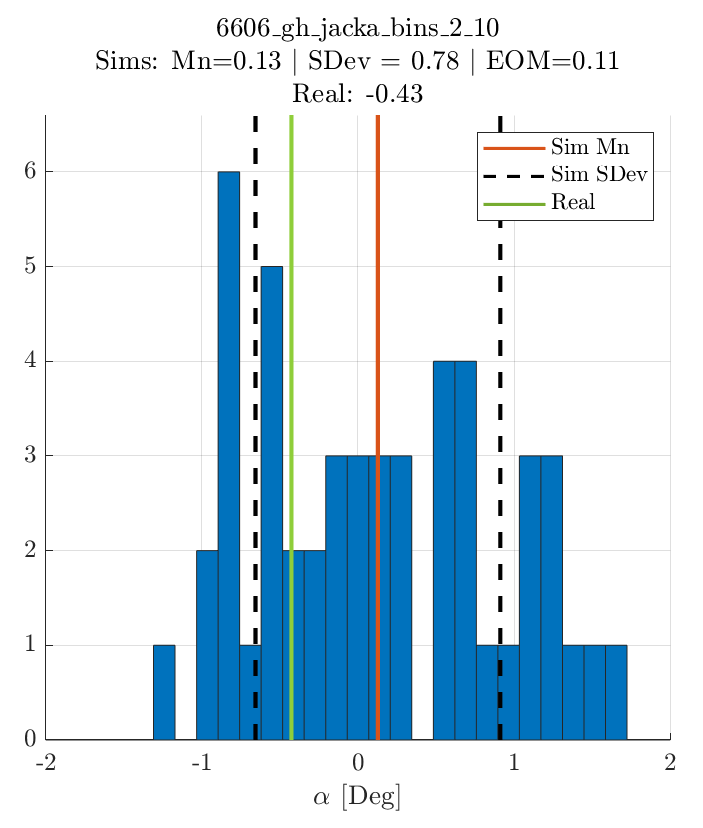 6606_gh_jacka_bins_2_10
Sims: Mn=0.13 | SDev = 0.78 | EOM=0.11
Real: -0.43
Sim Mn
Sim SDev
Real
6
5
4
3
2
1
0
-2 -1 0 1 2
α [Deg]